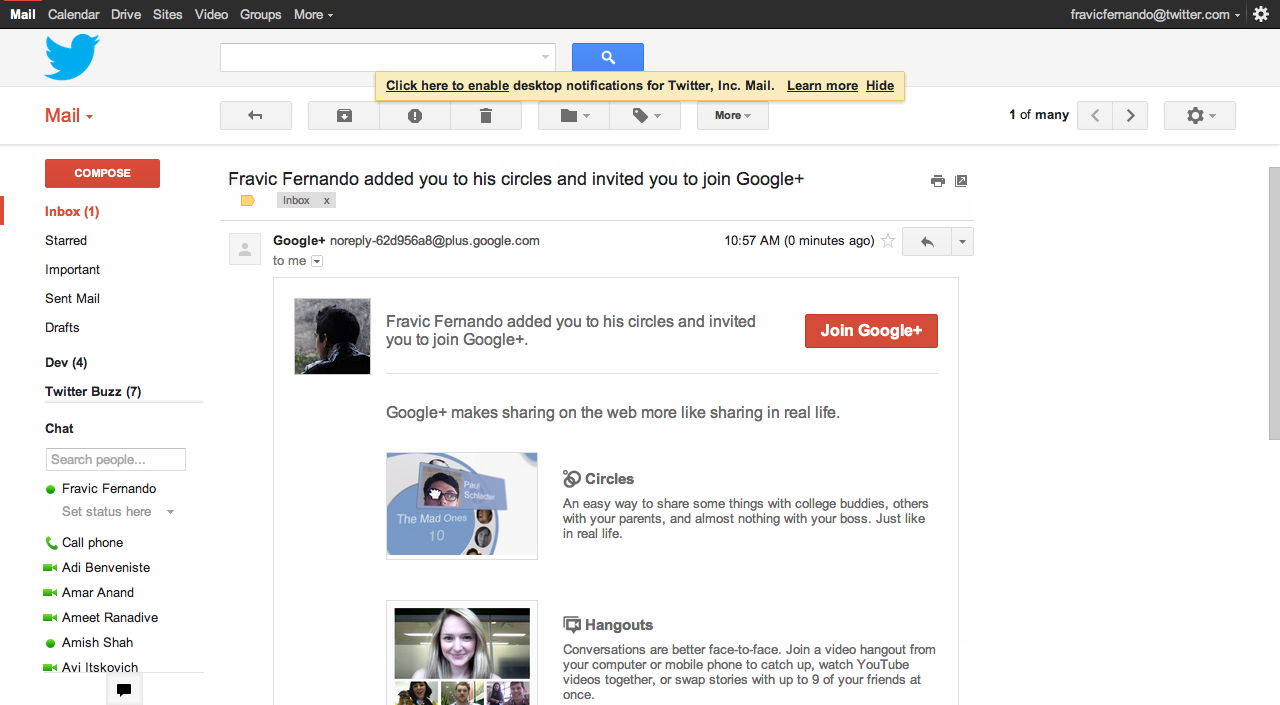 Mail Calendar Drive Sites Video Groups More
fravicfernando@twitter.com
Click here to enable desktop notifications for Twitter, Inc. Mail. Learn more Hide
Mail
More
1 of many
COMPOSE
Inbox (1)
Starred
Important
Sent Mail
Drafts
Dev (4)
Twitter Buzz (7)
Chat
Search people...
Fravic Fernando
Set status here
Call phone
Adi Benveniste
Amar Anand
Ameet Ranadive
Amish Shah
Avi Itskovich
Fravic Fernando added you to his circles and invited you to join Google+
Inbox x
Google+ noreply-62d956a8@plus.google.com
10:57 AM (0 minutes ago)
to me
Fravic Fernando added you to his circles and invited
you to join Google+.
Join Google+
Google+ makes sharing on the web more like sharing in real life.
Paul
Schlader
The Mad Ones
10
Circles
An easy way to share some things with college buddies, others
with your parents, and almost nothing with your boss. Just like
in real life.
Hangouts
Conversations are better face-to-face. Join a video hangout from
your computer or mobile phone to catch up, watch YouTube
videos together, or swap stories with up to 9 of your friends at
once.